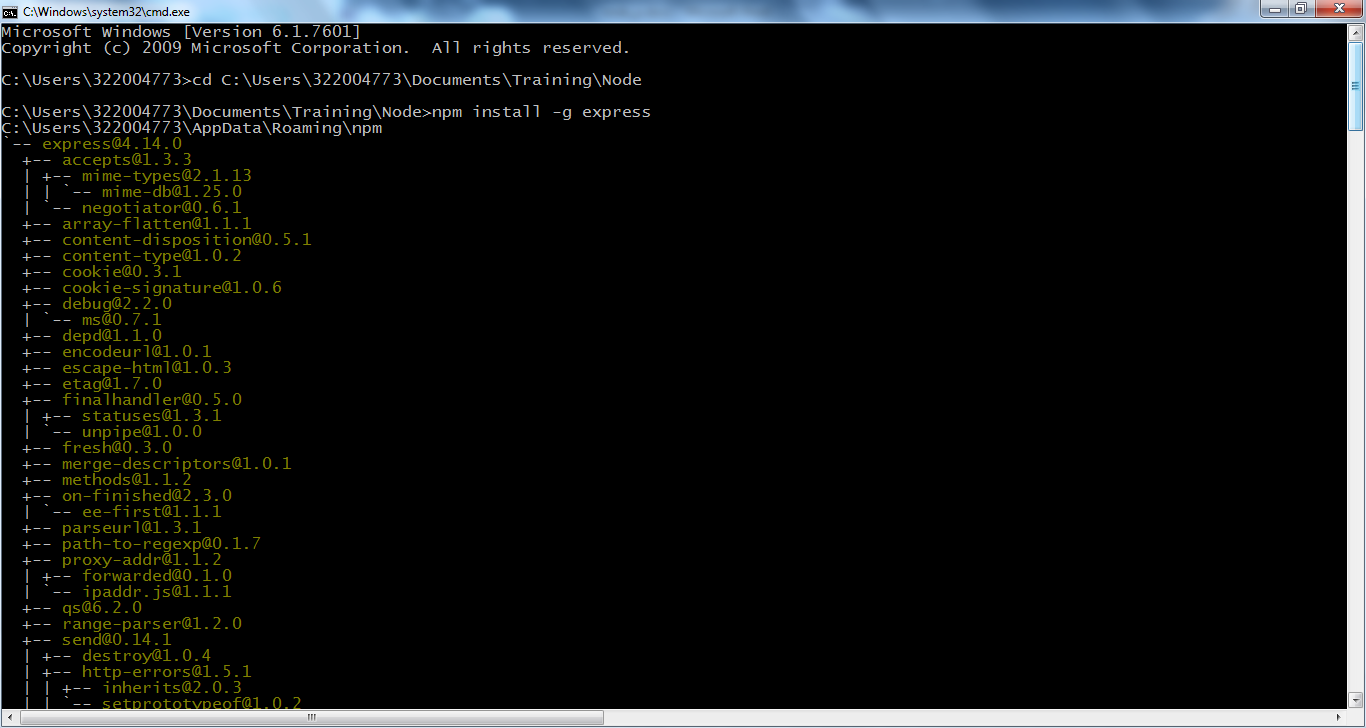 C:\Windows\system32\cmd.exe
Microsoft Windows [Version 6.1.7601]
Copyright (c) 2009 Microsoft Corporation.  All rights reserved.
C:\Users\322004773>cd C:\Users\322004773\Documents\Training\Node
C:\Users\322004773\Documents\Training\Node>npm install -g express
C:\Users\322004773\AppData\Roaming\npm
`-- express@4.14.0
  +-- accepts@1.3.3
  | +-- mime-types@2.1.13
  | | `-- mime-db@1.25.0
  | `-- negotiator@0.6.1
  +-- array-flatten@1.1.1
  +-- content-disposition@0.5.1
  +-- content-type@1.0.2
  +-- cookie@0.3.1
  +-- cookie-signature@1.0.6
  +-- debug@2.2.0
  | `-- ms@0.7.1
  +-- depd@1.1.0
  +-- encodeurl@1.0.1
  +-- escape-html@1.0.3
  +-- etag@1.7.0
  +-- finalhandler@0.5.0
  | +-- statuses@1.3.1
  | `-- unpipe@1.0.0
  +-- fresh@0.3.0
  +-- merge-descriptors@1.0.1
  +-- methods@1.1.2
  +-- on-finished@2.3.0
  | `-- ee-first@1.1.1
  +-- parseurl@1.3.1
  +-- path-to-regexp@0.1.7
  +-- proxy-addr@1.1.2
  | +-- forwarded@0.1.0
  | `-- ipaddr.js@1.1.1
  +-- qs@6.2.0
  +-- range-parser@1.2.0
  +-- send@0.14.1
  | +-- destroy@1.0.4
  | +-- http-errors@1.5.1
  | | +-- inherits@2.0.3
  | | `-- setprototypeof@1.0.2